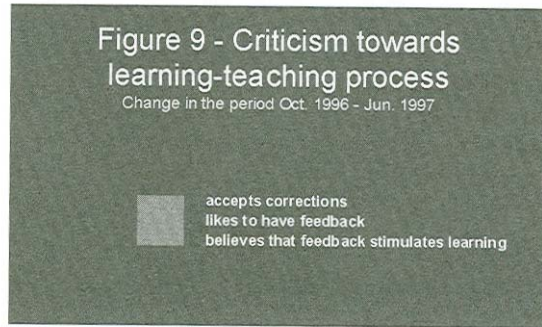 Figure 9 - Criticism towards
learning-teaching process
Change in the period Oct. 1996 - Jun. 1997
accepts corrections
likes to have feedback
believes that feedback stimulates learning